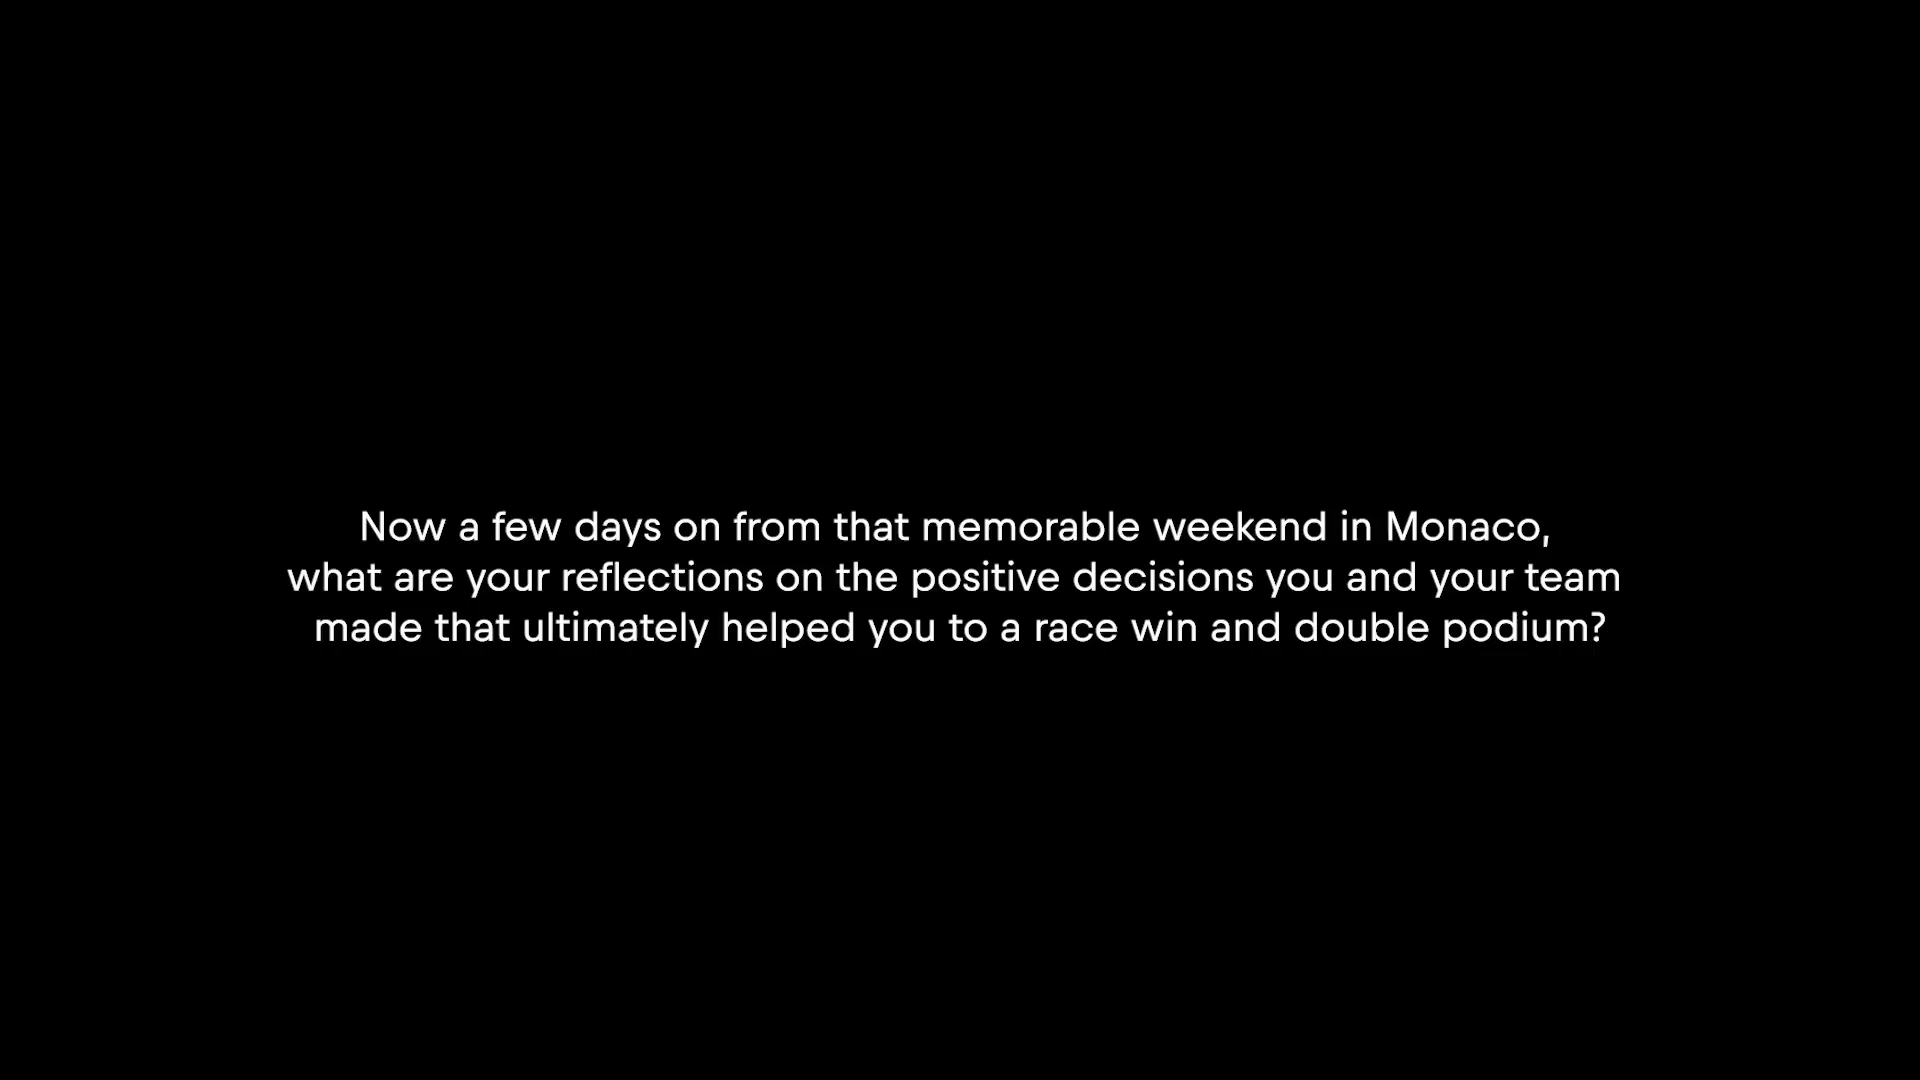 Now a few days on from that memorable weekend in Monaco,
what are your reflections on the positive decisions you and your team
made that ultimately helped you to a race win and double podium?